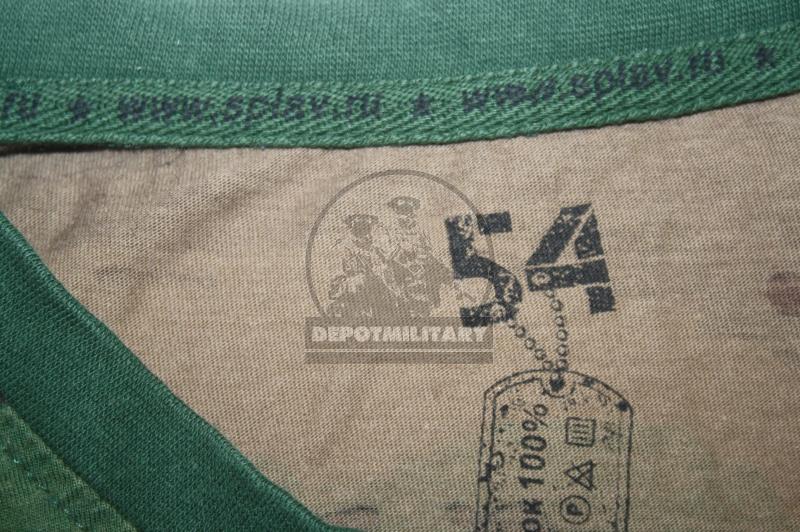 ru ★ www.splav.ru ★ www.splav.ru ★
54
DEPOTMILITARY
ок 100%
P